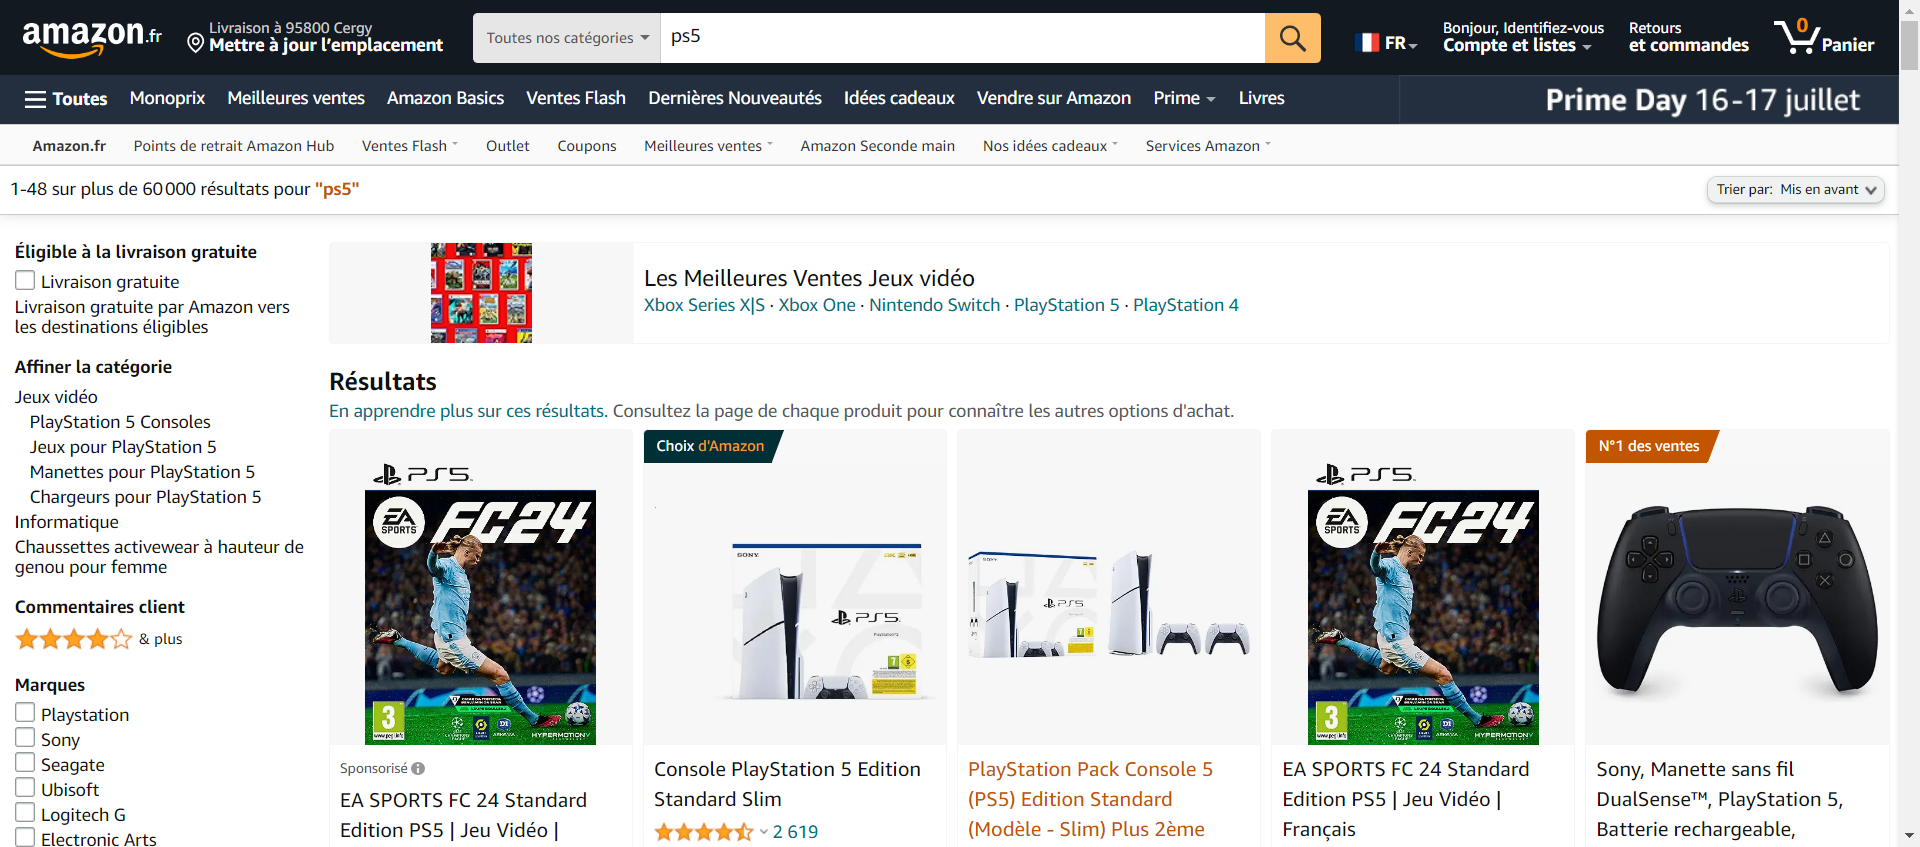 amazon.fr
Livraison à 95800 Cergy
Mettre à jour l’emplacement
Toutes nos catégories
ps5
FR
Bonjour, Identifiez-vous
Compte et listes
Retours
et commandes
0
Panier
Toutes
Monoprix
Meilleures ventes
Amazon Basics
Ventes Flash
Dernières Nouveautés
Idées cadeaux
Vendre sur Amazon
Prime
Livres
Prime Day 16-17 juillet
Amazon.fr
Points de retrait Amazon Hub
Ventes Flash
Outlet
Coupons
Meilleures ventes
Amazon Seconde main
Nos idées cadeaux
Services Amazon
1-48 sur plus de 60 000 résultats pour "ps5"
Trier par: Mis en avant
Éligible à la livraison gratuite
Livraison gratuite
Livraison gratuite par Amazon vers
les destinations éligibles
Affiner la catégorie
Jeux vidéo
PlayStation 5 Consoles
Jeux pour PlayStation 5
Manettes pour PlayStation 5
Chargeurs pour PlayStation 5
Informatique
Chaussettes activewear à hauteur de
genou pour femme
Commentaires client
& plus
Marques
Playstation
Sony
Seagate
Ubisoft
Logitech G
Electronic Arts
Les Meilleures Ventes Jeux vidéo
Xbox Series X|S · Xbox One · Nintendo Switch · PlayStation 5 · PlayStation 4
Résultats
En apprendre plus sur ces résultats. Consultez la page de chaque produit pour connaître les autres options d'achat.
PS5
EA SPORTS
FC24
3
HYPERMOTIONV
Sponsorisé
EA SPORTS FC 24 Standard
Edition PS5 | Jeu Vidéo |
Choix d'Amazon
SONY
PS5
Console PlayStation 5 Edition
Standard Slim
2 619
PS5
PlayStation Pack Console 5
(PS5) Edition Standard
(Modèle - Slim) Plus 2ème
PS5
EA SPORTS
FC24
3
HYPERMOTIONV
EA SPORTS FC 24 Standard
Edition PS5 | Jeu Vidéo |
Français
N°1 des ventes
Sony, Manette sans fil
DualSense™, PlayStation 5,
Batterie rechargeable,